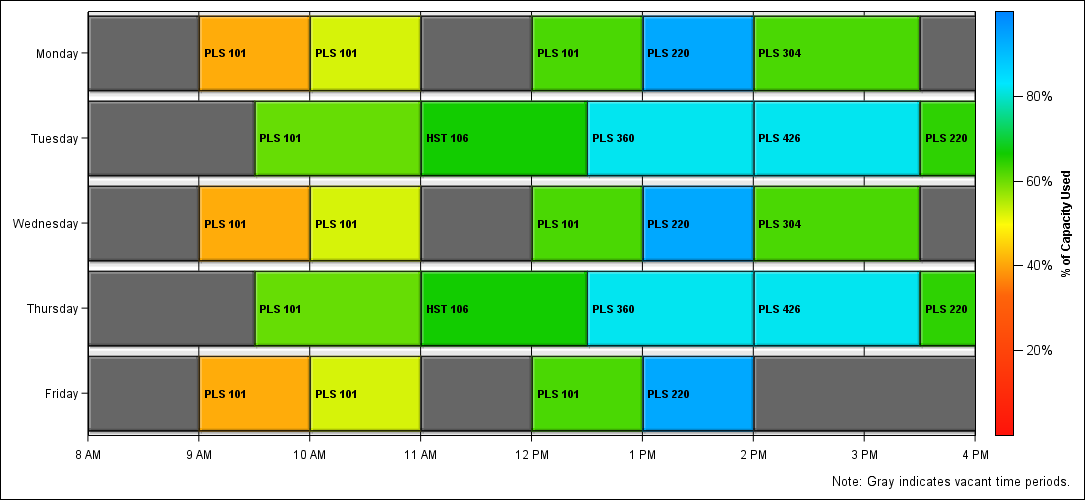 Monday PLS 101 PLS 101 PLS 101 PLS 220 PLS 304
Tuesday PLS 101 HST 106 PLS 360 PLS 426 PLS 220
Wednesday PLS 101 PLS 101 PLS 101 PLS 220 PLS 304
Thursday PLS 101 HST 106 PLS 360 PLS 426 PLS 220
Friday PLS 101 PLS 101 PLS 101 PLS 220
8 AM 9 AM 10 AM 11 AM 12 PM 1 PM 2 PM 3 PM 4 PM
80%
60%
40%
20%
% of Capacity Used
Note: Gray indicates vacant time periods.